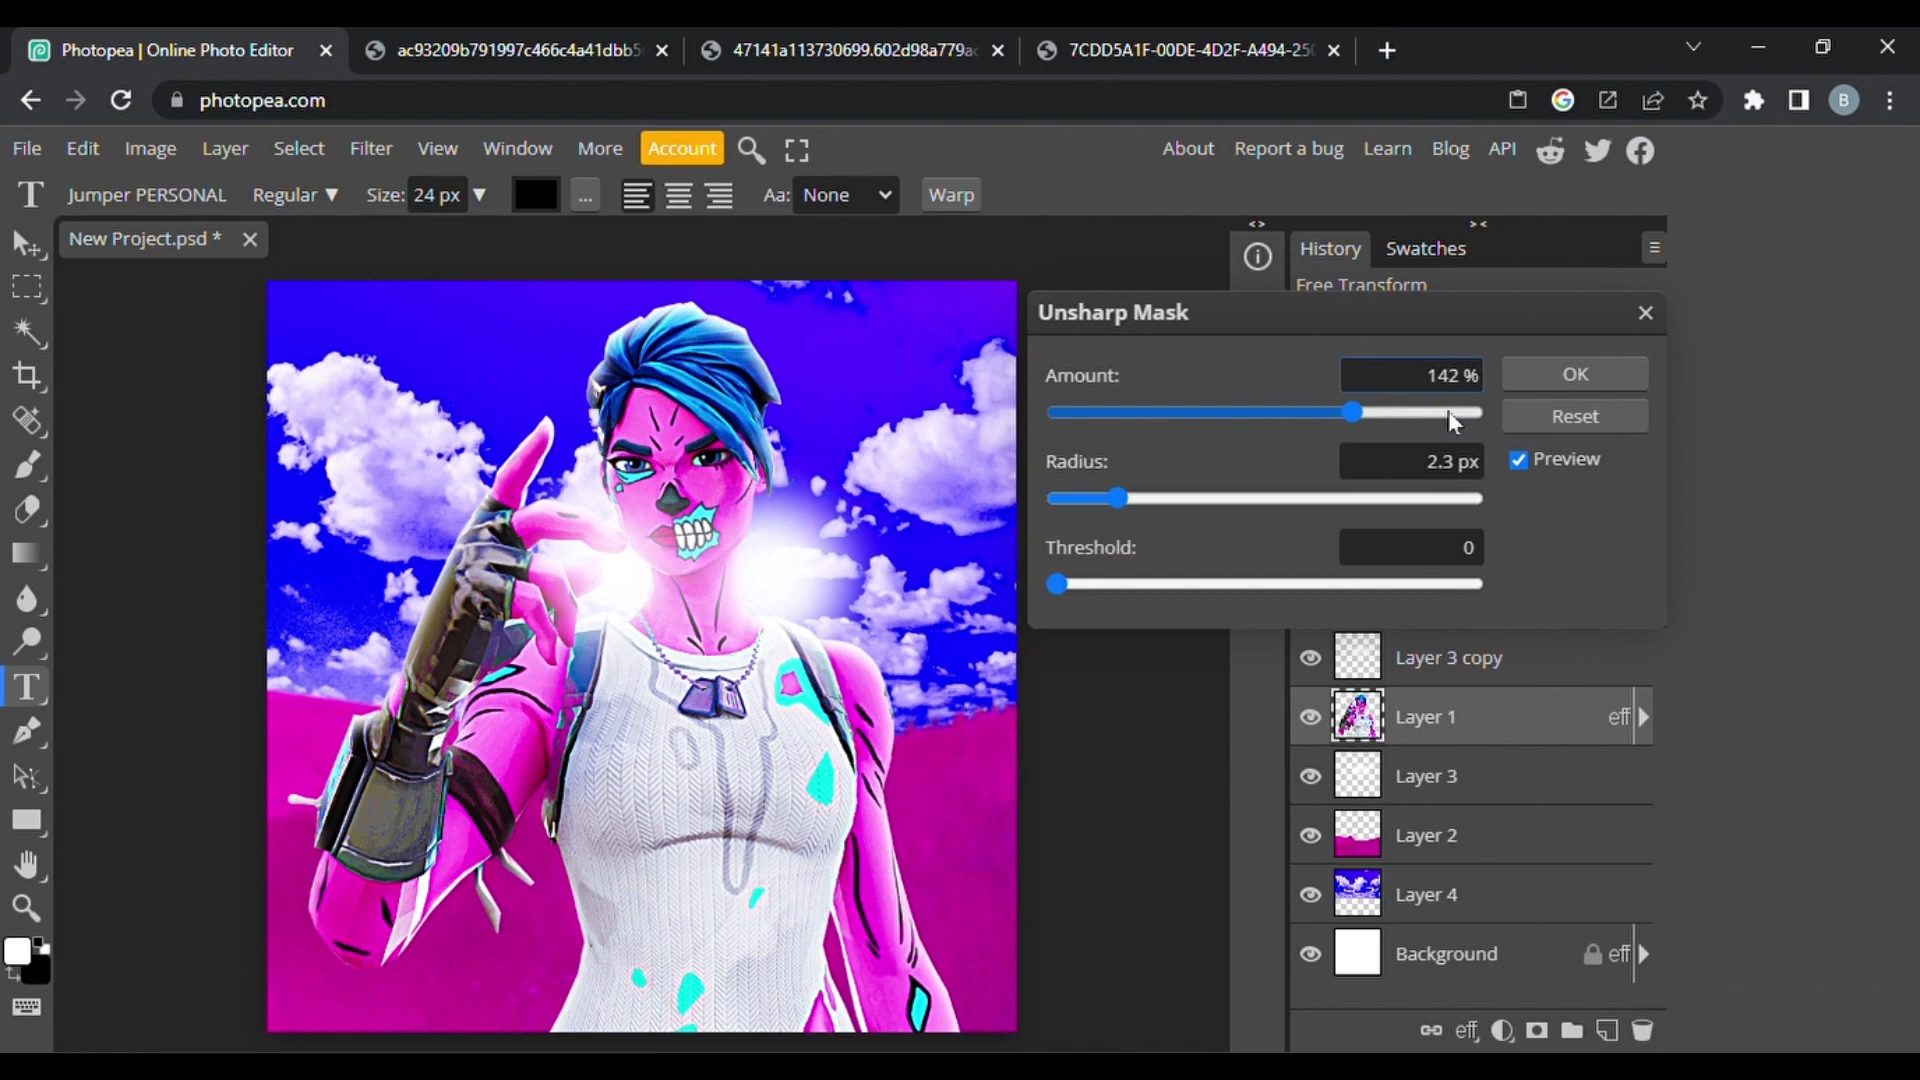 Photopea | Online Photo Editor
ac93209b791997c466c4a41dbb5
47141a113730699.602d98a779a
7CDD5A1F-00DE-4D2F-A494-25
photopea.com
B
File Edit Image Layer Select Filter View Window More Account
About Report a bug Learn Blog API
T Jumper PERSONAL Regular Size: 24 px ... Aa: None Warp
New Project.psd *
History Swatches
Free Transform
Unsharp Mask
Amount: 142 % OK
Reset
Radius: 2.3 px Preview
Threshold: 0
Layer 3 copy
Layer 1 eff
Layer 3
Layer 2
Layer 4
Background eff
eff